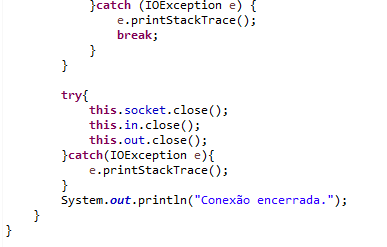 }catch (IOException e) {
e.printStackTrace();
break;
}
}
try{
this.socket.close();
this.in.close();
this.out.close();
}catch(IOException e){
e.printStackTrace();
}
System.out.println("Conexão encerrada.");
}
}